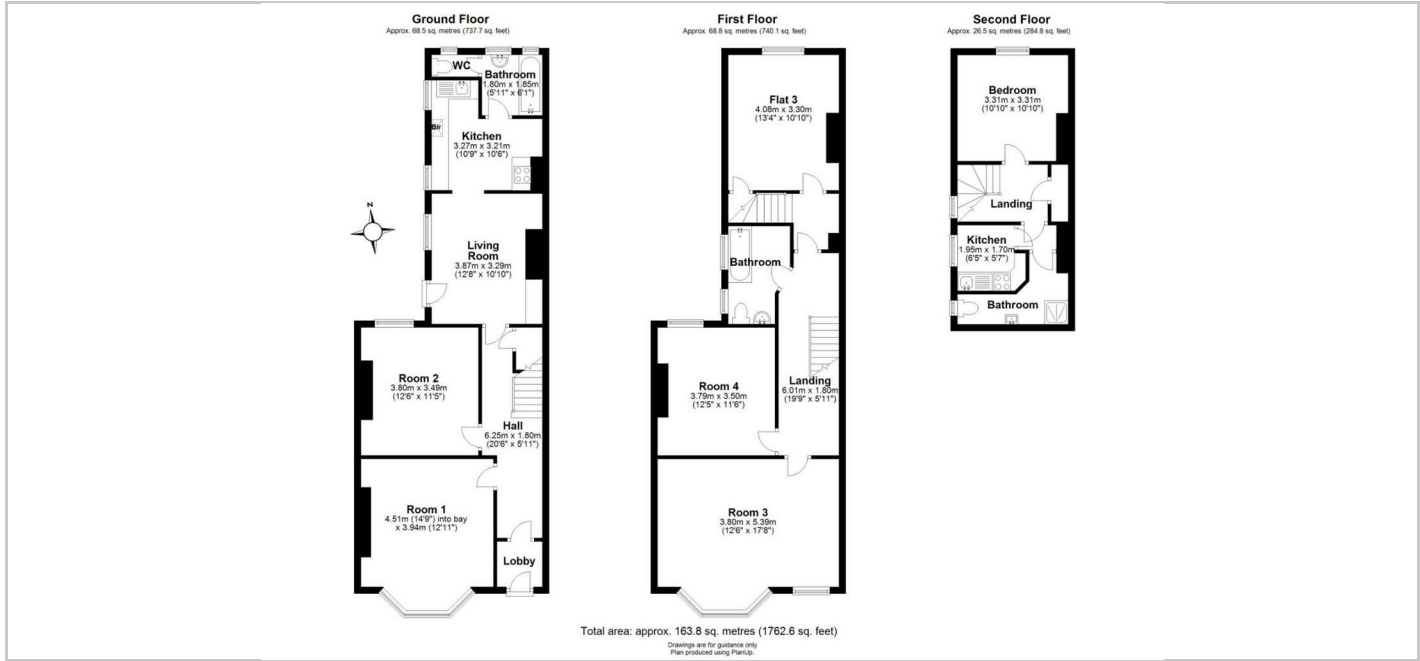 Ground Floor
Approx. 68.5 sq. metres (737.7 sq. feet)
WC
Bathroom
1.80m x 1.85m
(5'11" x 6'1")
Blr
Kitchen
3.27m x 3.21m
(10'9" x 10'6")
N
Living
Room
3.87m x 3.29m
(12'8" x 10'10")
Room 2
3.80m x 3.49m
(12'6" x 11'5")
Hall
6.25m x 1.80m
(20'6" x 5'11")
Room 1
4.51m (14'9") into bay
x 3.94m (12'11")
Lobby
First Floor
Approx. 68.8 sq. metres (740.1 sq. feet)
Flat 3
4.08m x 3.30m
(13'4" x 10'10")
Bathroom
Room 4
3.79m x 3.50m
(12'5" x 11'6")
Landing
6.01m x 1.80m
(19'9" x 5'11")
Room 3
3.80m x 5.39m
(12'6" x 17'8")
Second Floor
Approx. 26.5 sq. metres (284.8 sq. feet)
Bedroom
3.31m x 3.31m
(10'10" x 10'10")
Landing
Kitchen
1.95m x 1.70m
(6'5" x 5'7")
Bathroom
Total area: approx. 163.8 sq. metres (1762.6 sq. feet)
Drawings are for guidance only
Plan produced using PlanUp.